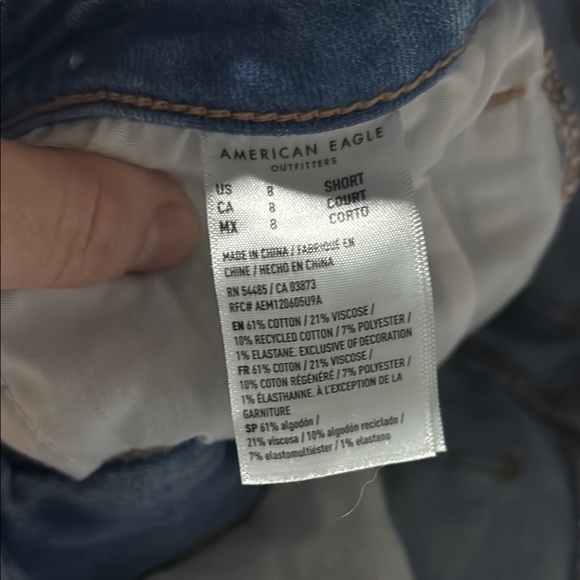 AMERICAN EAGLE
OUTFITTERS
US 8 SHORT
CA 8 COURT
MX 8 CORTO
MADE IN CHINA / FABRIQUÉ EN
CHINE / HECHO EN CHINA
RN 54485 / CA 03873
RFC# AEM120605U9A
EN 61% COTTON / 21% VISCOSE /
10% RECYCLED COTTON / 7% POLYESTER /
1% ELASTANE. EXCLUSIVE OF DECORATION
FR 61% COTON / 21% VISCOSE /
10% COTON RÉGÉNÉRÉ / 7% POLYESTER /
1% ÉLASTHANNE. À L'EXCEPTION DE LA
GARNITURE
SP 61% algodón /
21% viscosa / 10% algodón reciclado /
7% elastomultiéster / 1% elastano